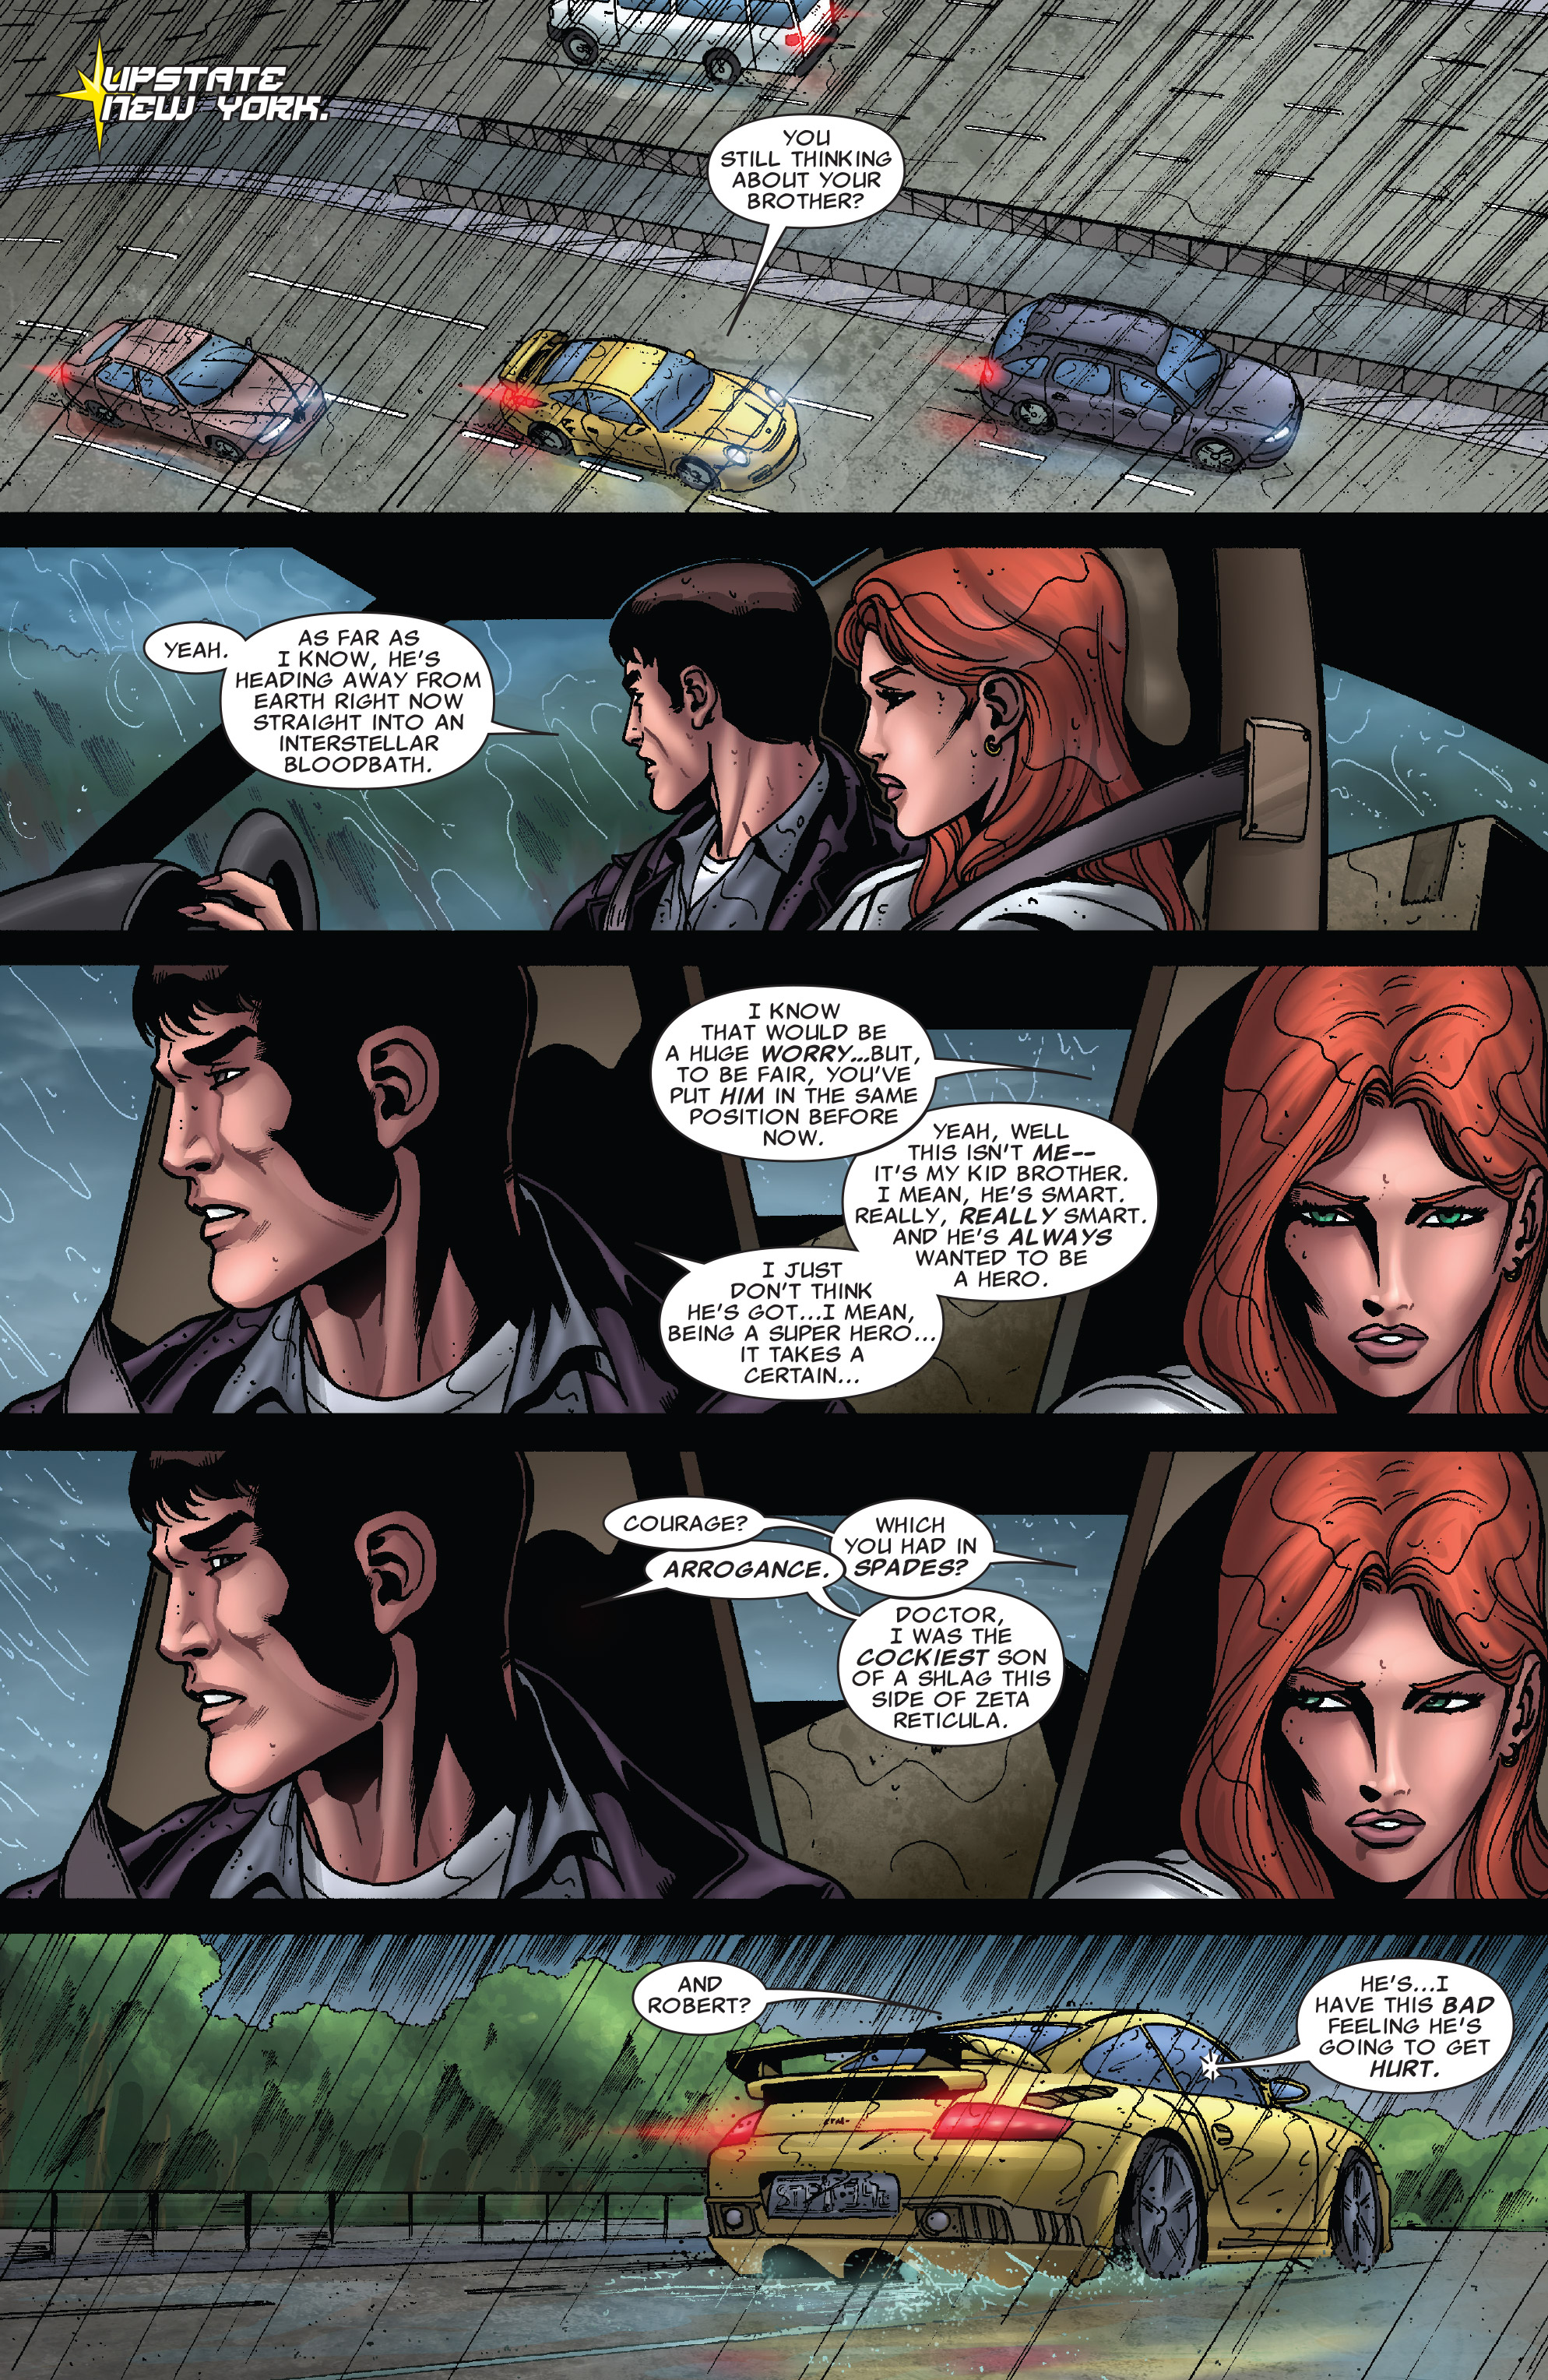 UPSTATE
NEW YORK.
YOU
STILL THINKING
ABOUT YOUR
BROTHER?
YEAH.
AS FAR AS
I KNOW, HE'S
HEADING AWAY FROM
EARTH RIGHT NOW
STRAIGHT INTO AN
INTERSTELLAR
BLOODBATH.
I KNOW
THAT WOULD BE
A HUGE WORRY...BUT,
TO BE FAIR, YOU'VE
PUT HIM IN THE SAME
POSITION BEFORE
NOW.
YEAH, WELL
THIS ISN'T ME--
IT'S MY KID BROTHER.
I MEAN, HE'S SMART.
REALLY, REALLY SMART.
AND HE'S ALWAYS
WANTED TO BE
A HERO.
I JUST
DON'T THINK
HE'S GOT...I MEAN,
BEING A SUPER HERO...
IT TAKES A
CERTAIN...
COURAGE?
WHICH
YOU HAD IN
SPADES?
ARROGANCE.
DOCTOR,
I WAS THE
COCKIEST SON
OF A SHLAG THIS
SIDE OF ZETA
RETICULA.
AND
ROBERT?
HE'S...I
HAVE THIS BAD
FEELING HE'S
GOING TO GET
HURT.